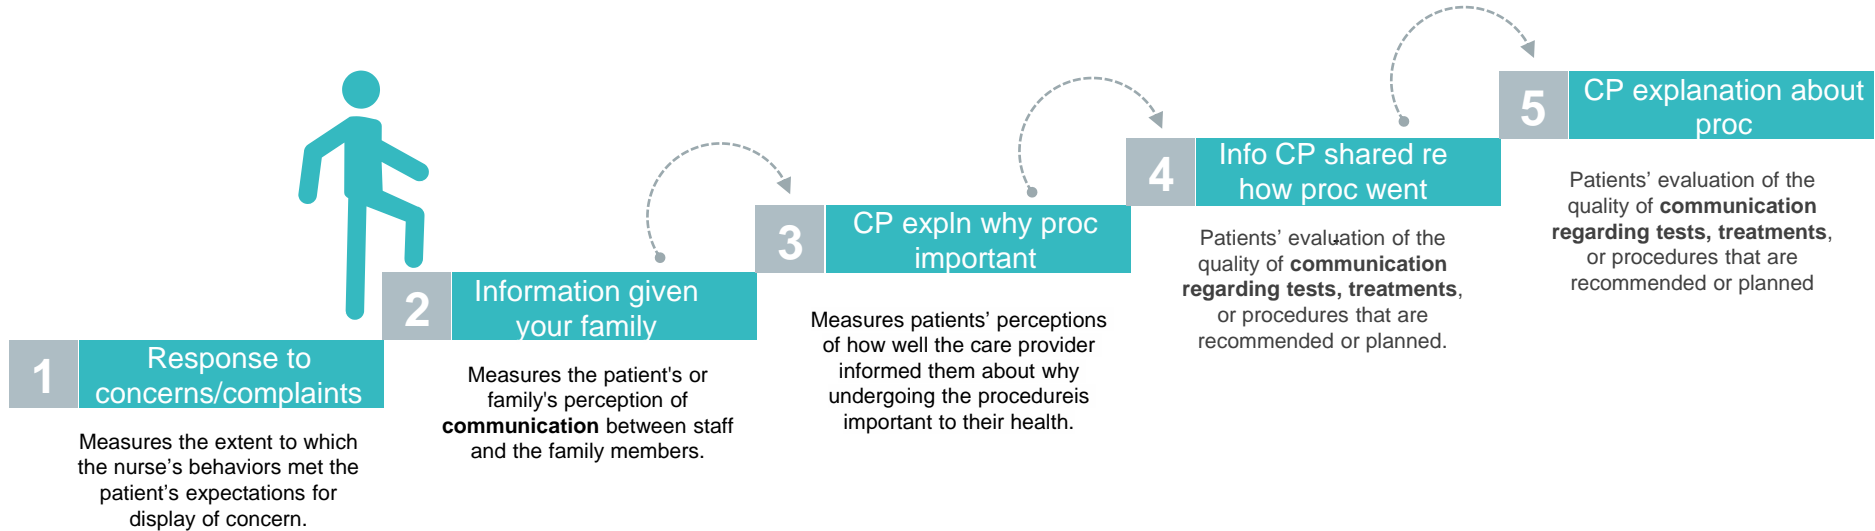 1
Response to
concerns/complaints
Measures the extent to which
the nurse’s behaviors met the
patient’s expectations for
display of concern.
2
Information given
your family
Measures the patient's or
family's perception of
communication between staff
and the family members.
3
CP expln why proc
important
Measures patients’ perceptions
of how well the care provider
informed them about why
undergoing the procedureis
important to their health.
4
Info CP shared re
how proc went
Patients’ evaluation of the
quality of communication
regarding tests, treatments,
or procedures that are
recommended or planned.
5
CP explanation about
proc
Patients’ evaluation of the
quality of communication
regarding tests, treatments,
or procedures that are
recommended or planned